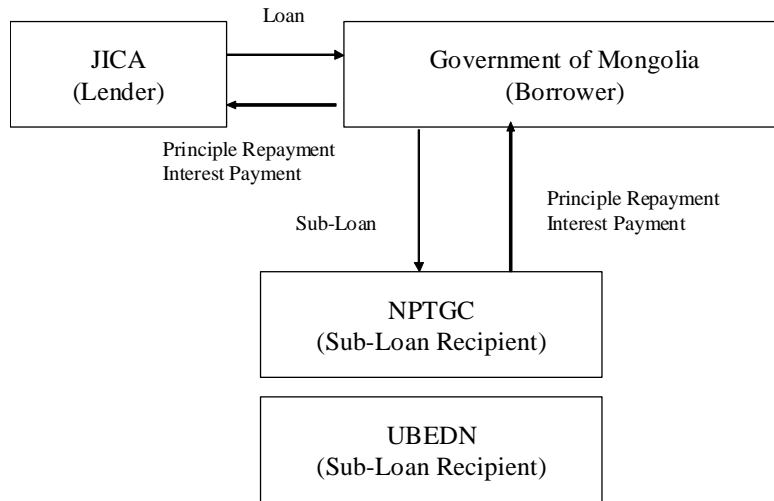 Loan
JICA
(Lender)
Government of Mongolia
(Borrower)
Principle Repayment
Interest Payment
Sub-Loan
Principle Repayment
Interest Payment
NPTGC
(Sub-Loan Recipient)
UBEDN
(Sub-Loan Recipient)